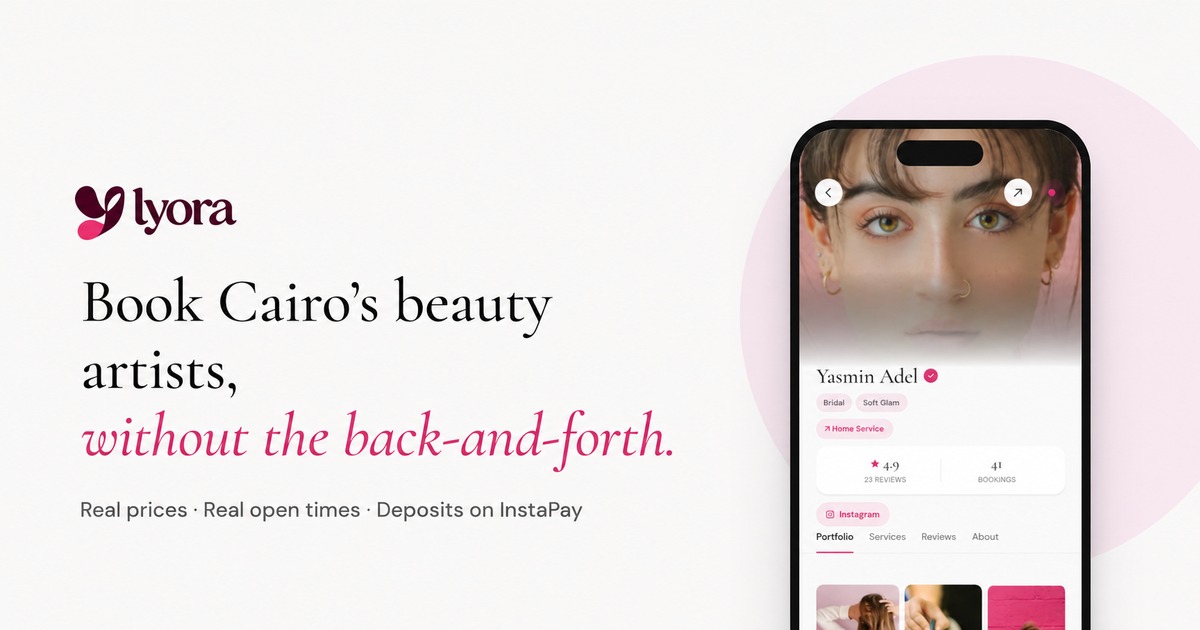 lyora
Book Cairo’s beauty
artists,
without the back-and-forth.
Real prices · Real open times · Deposits on InstaPay
Yasmin Adel
Bridal
Soft Glam
Home Service
4.9
23 REVIEWS
41
BOOKINGS
Instagram
Portfolio Services Reviews About